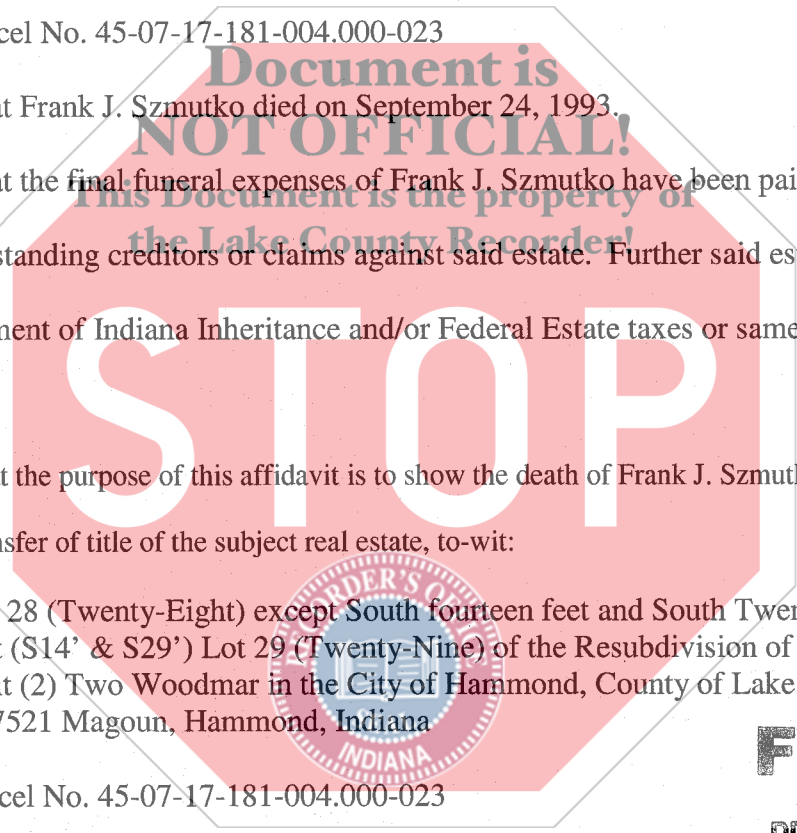 cel No. 45-07-17-181-004.000-023
Document is
at Frank J. Szmutko died on September 24, 1993.
NOT OFFICIAL!
at the final funeral expenses of Frank J. Szmutko have been pai
This Document is the property of
the Lake County Recorder!
standing creditors or claims against said estate. Further said es
ment of Indiana Inheritance and/or Federal Estate taxes or same
STOP
at the purpose of this affidavit is to show the death of Frank J. Szmut
nsfer of title of the subject real estate, to-wit:
28 (Twenty-Eight) except South fourteen feet and South Twen
t (S14' & S29') Lot 29 (Twenty-Nine) of the Resubdivision of
it (2) Two Woodmar in the City of Hammond, County of Lake
7521 Magoun, Hammond, Indiana
INDIANA
F
cel No. 45-07-17-181-004.000-023